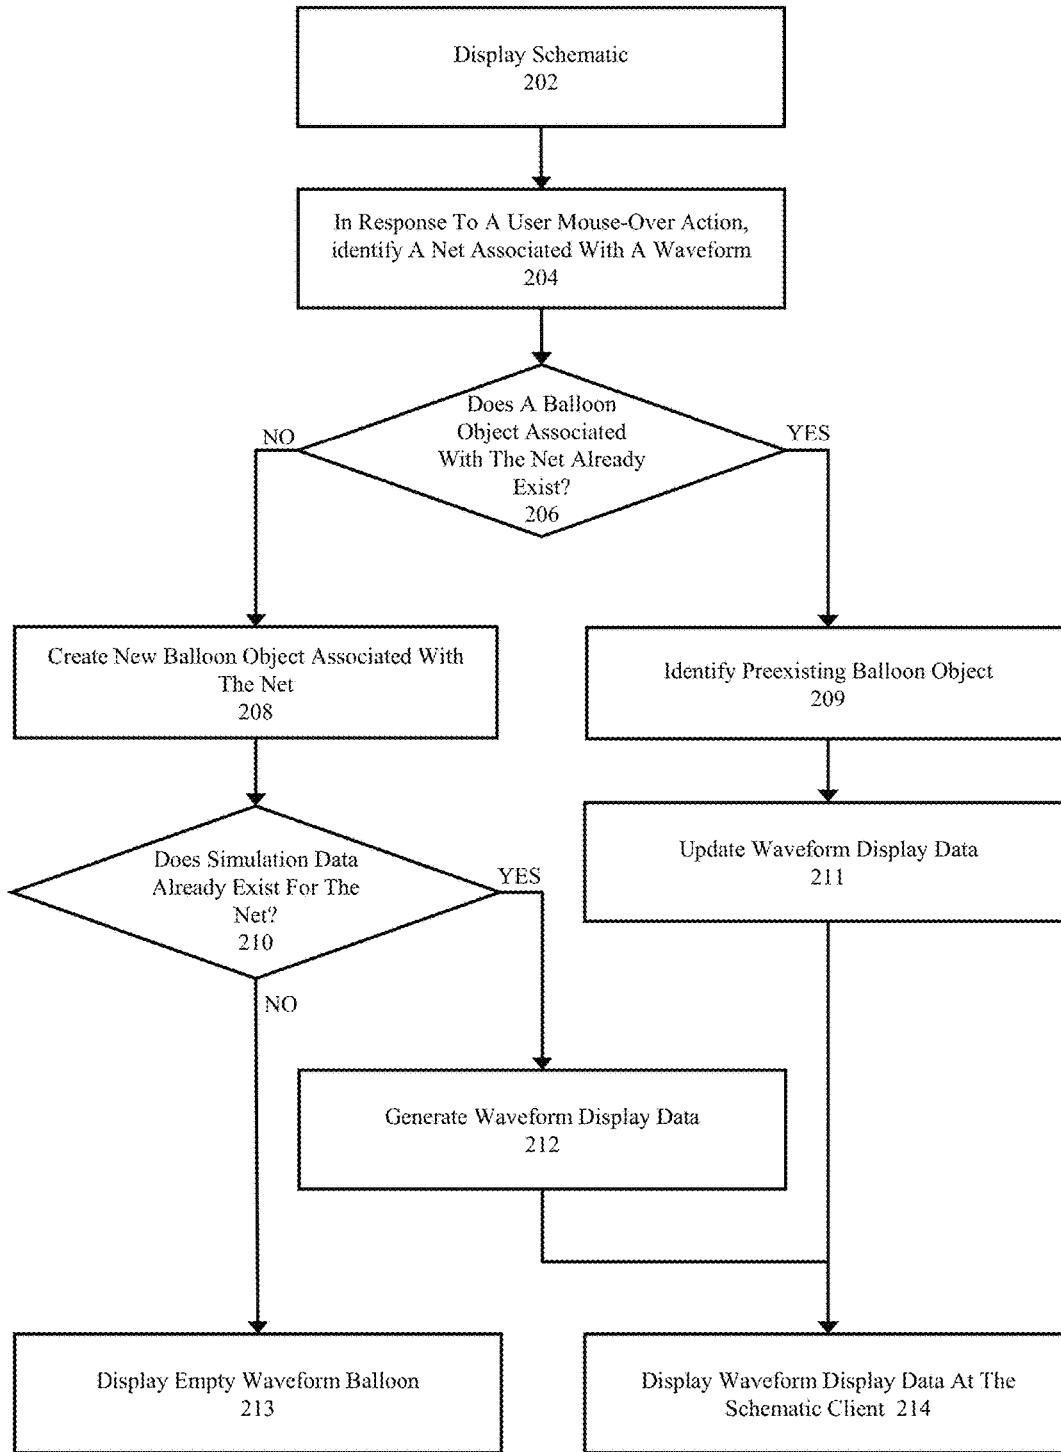 Display Schematic
202
In Response To A User Mouse-Over Action,
identify A Net Associated With A Waveform
204
Does A Balloon
Object Associated
With The Net Already
Exist?
206
NO
YES
Create New Balloon Object Associated With
The Net
208
Identify Preexisting Balloon Object
209
Does Simulation Data
Already Exist For The
Net?
210
YES
NO
Update Waveform Display Data
211
Generate Waveform Display Data
212
Display Empty Waveform Balloon
213
Display Waveform Display Data At The
Schematic Client 214